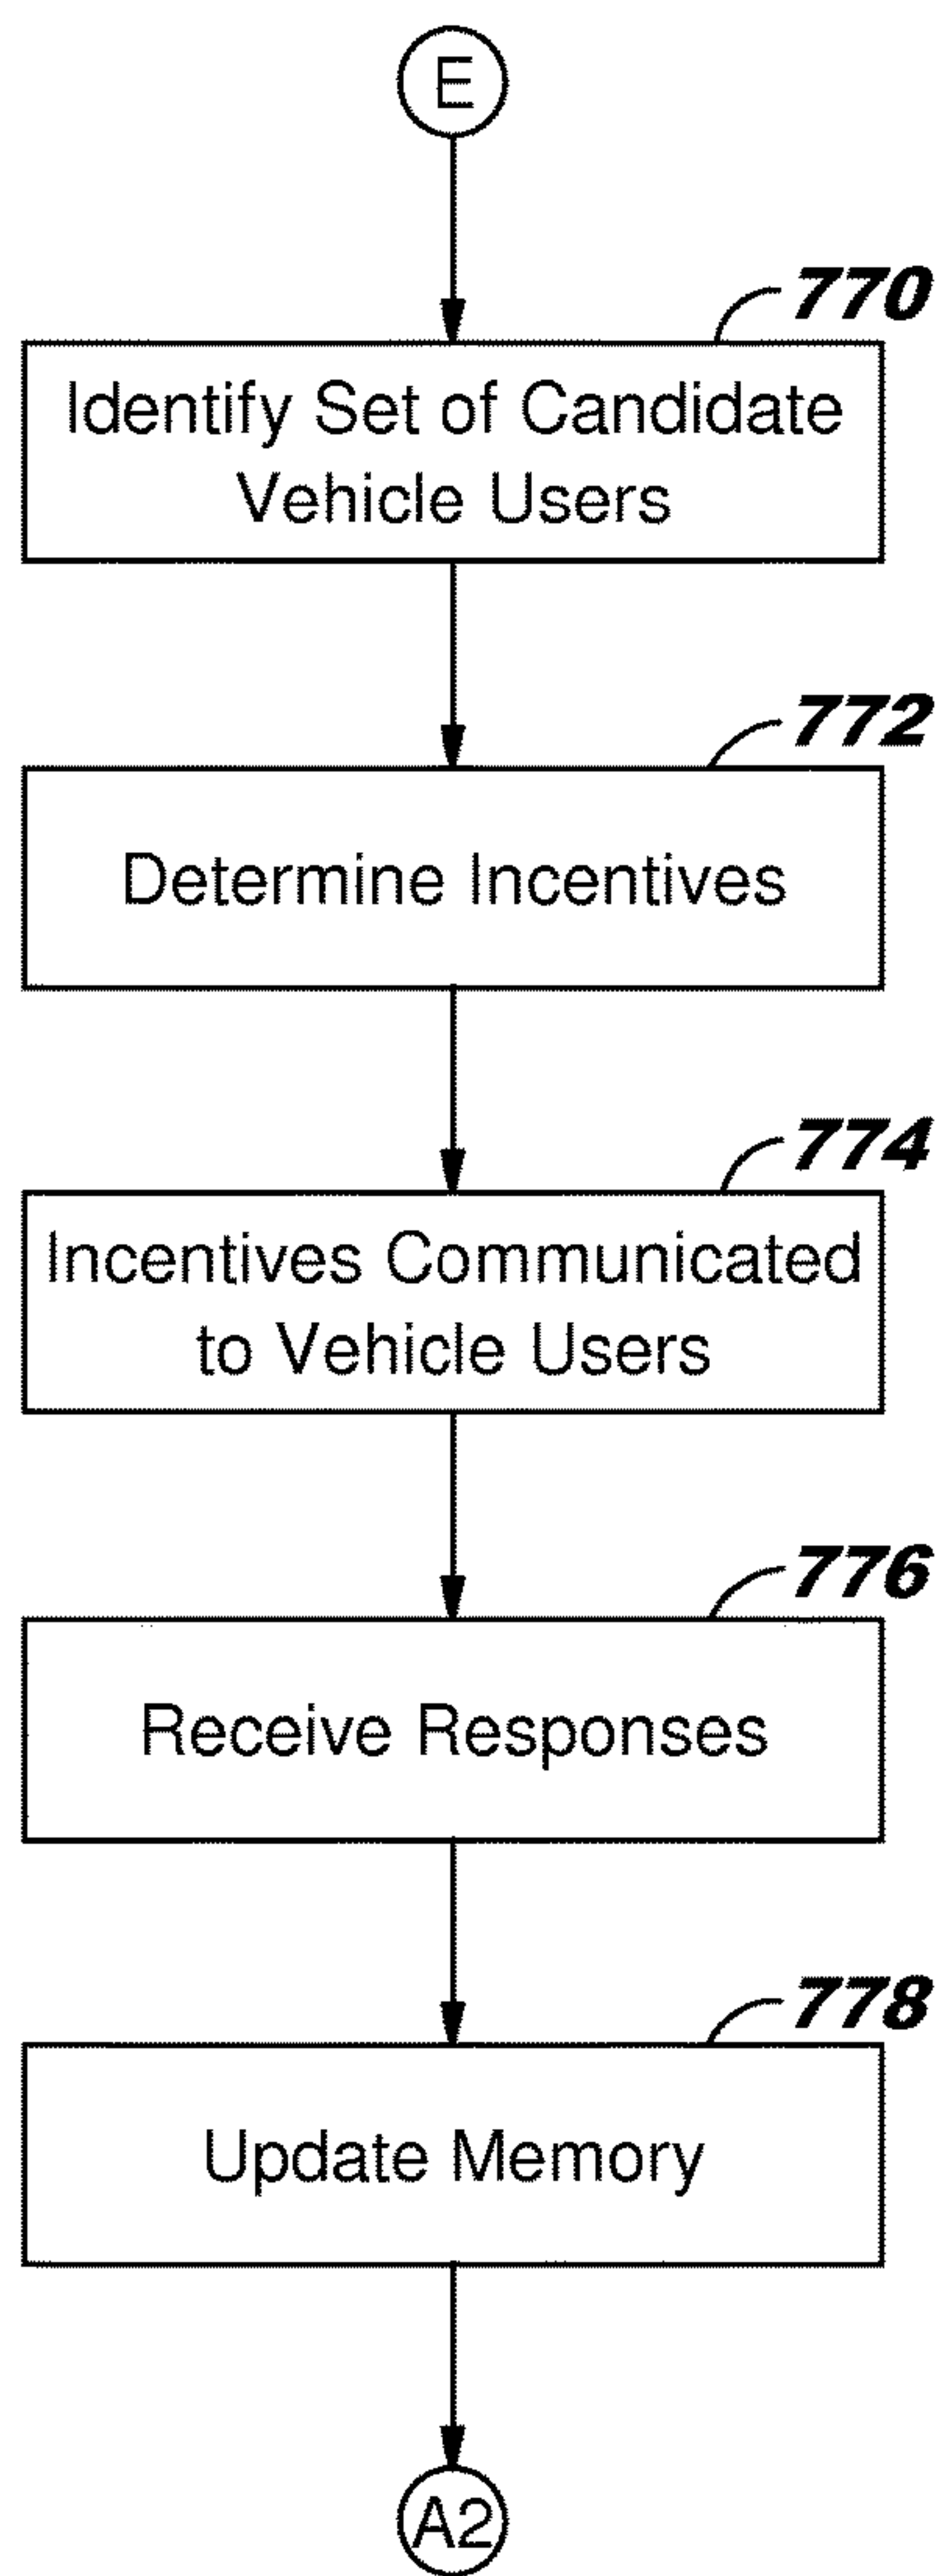 E
770
Identify Set of Candidate
Vehicle Users
772
Determine Incentives
774
Incentives Communicated
to Vehicle Users
776
Receive Responses
778
Update Memory
A2